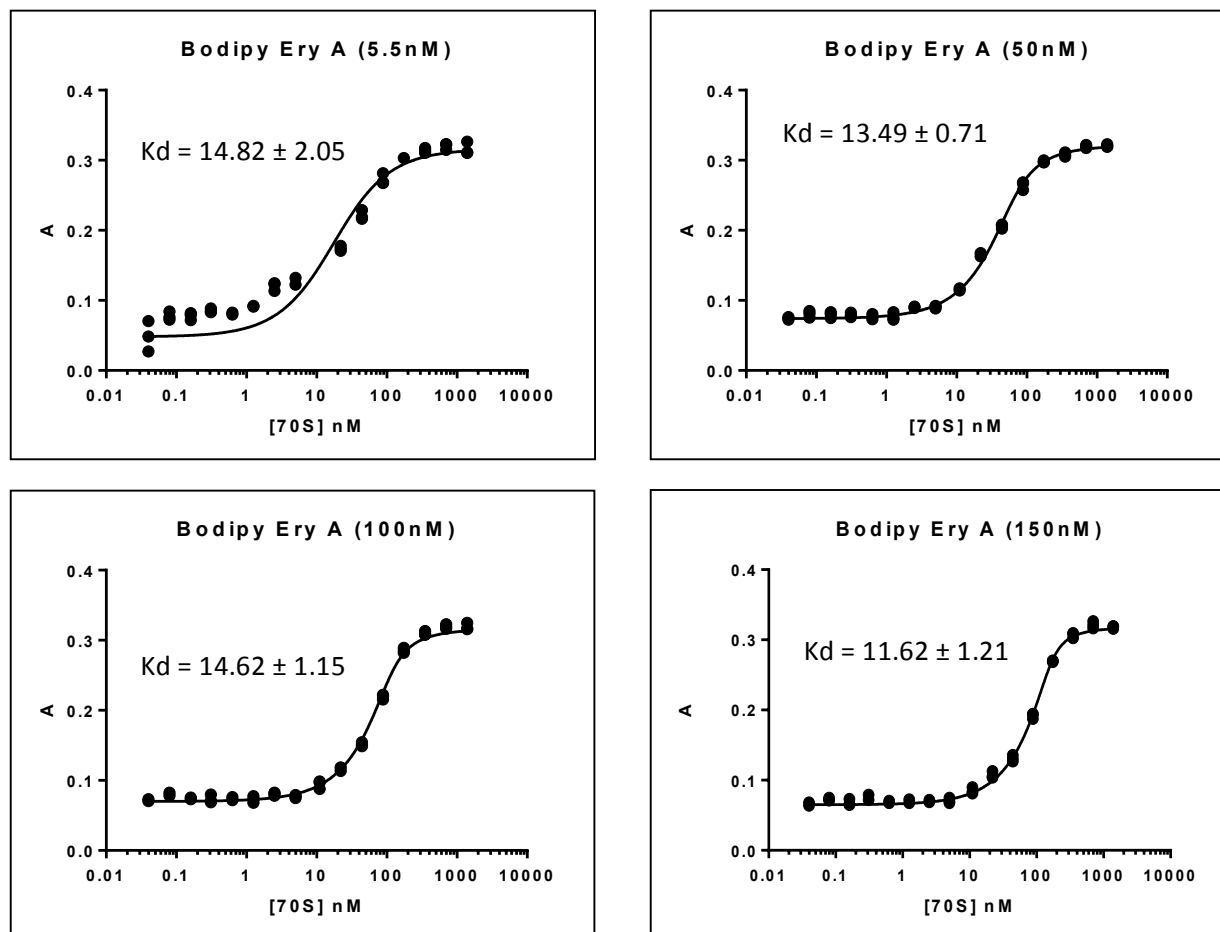 Bodipy Ery A (5.5nM)
0.4
0.3
0.2
0.1
0.0
A
Kd = 14.82 ± 2.05
0.01 0.1 1 10 100 1000 10000
[70S] nM
Bodipy Ery A (50nM)
0.4
0.3
0.2
0.1
0.0
A
Kd = 13.49 ± 0.71
0.01 0.1 1 10 100 1000 10000
[70S] nM
Bodipy Ery A (100nM)
0.4
0.3
0.2
0.1
0.0
A
Kd = 14.62 ± 1.15
0.01 0.1 1 10 100 1000 10000
[70S] nM
Bodipy Ery A (150nM)
0.4
0.3
0.2
0.1
0.0
A
Kd = 11.62 ± 1.21
0.01 0.1 1 10 100 1000 10000
[70S] nM